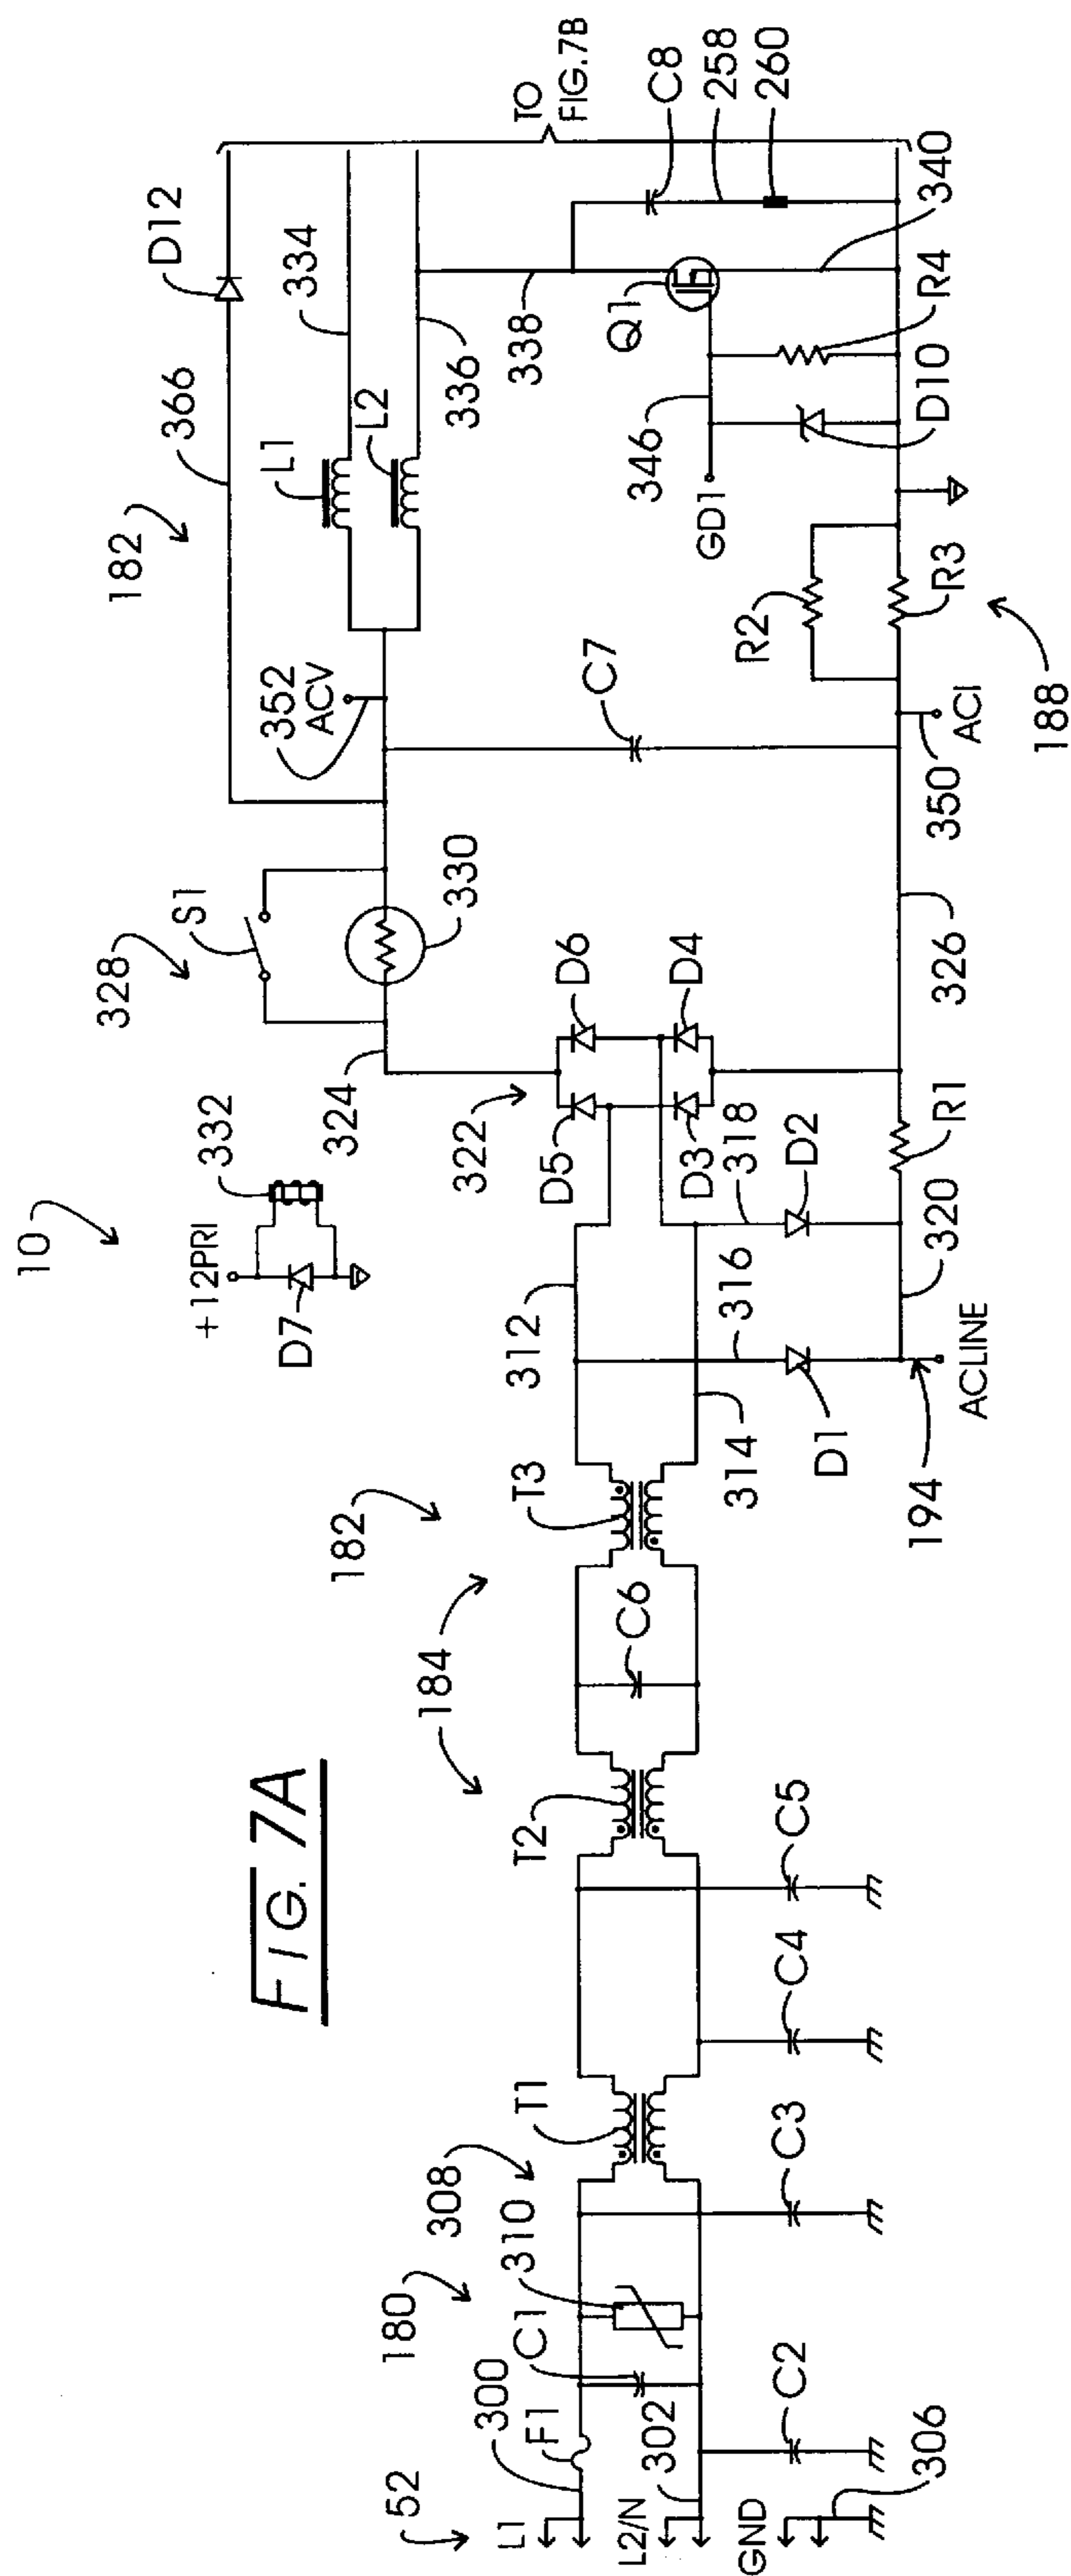 FIG. 7A
10
52
L1
300
F1
L2/N
302
GND
306
180
C1
310
308
C2
C3
T1
C4
C5
T2
184
C6
182
T3
312
314
316
318
D1
D2
194
ACLINE
320
R1
+12PRI
332
D7
322
D5
D6
D3
D4
324
328
S1
330
326
352
ACV
C7
350
ACI
188
R2
R3
182
366
D12
L1
L2
334
336
338
GD1
346
Q1
D10
R4
340
C8
258
260
TO
FIG.7B